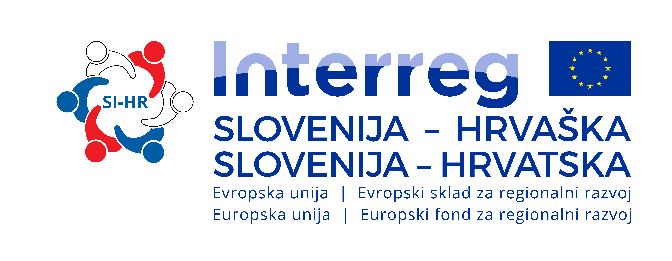 SI-HR
Interreg
SLOVENIJA – HRVAŠKA
SLOVENIJA – HRVATSKA
Evropska unija | Evropski sklad za regionalni razvoj
Europska unija | Europski fond za regionalni razvoj